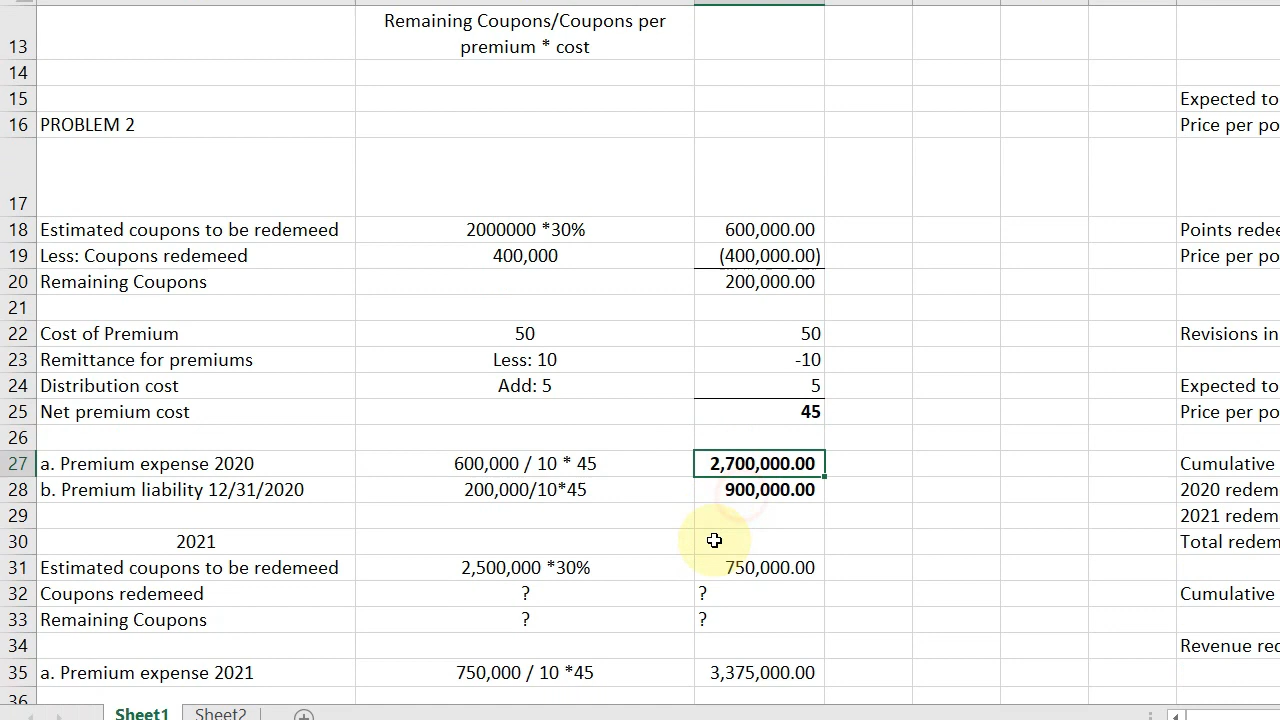 Remaining Coupons/Coupons per
13 premium * cost
14
15 Expected to
16 PROBLEM 2 Price per po
17
18 Estimated coupons to be redemeed 2000000 *30% 600,000.00 Points redee
19 Less: Coupons redemeed 400,000 (400,000.00) Price per po
20 Remaining Coupons 200,000.00
21
22 Cost of Premium 50 50 Revisions in
23 Remittance for premiums Less: 10 -10
24 Distribution cost Add: 5 5 Expected to
25 Net premium cost 45 Price per po
26
27 a. Premium expense 2020 600,000 / 10 * 45 2,700,000.00 Cumulative
28 b. Premium liability 12/31/2020 200,000/10*45 900,000.00 2020 redem
29 2021 redem
30 2021 Total redem
31 Estimated coupons to be redemeed 2,500,000 *30% 750,000.00
32 Coupons redemeed ? ? Cumulative
33 Remaining Coupons ? ?
34 Revenue rec
35 a. Premium expense 2021 750,000 / 10 *45 3,375,000.00
36
Sheet1 Sheet2